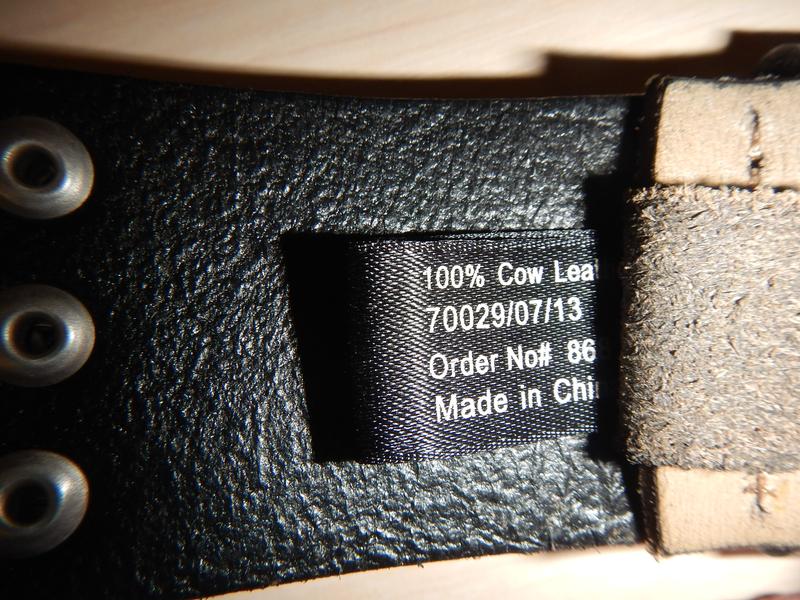 100% Cow Lea
70029/07/13
Order No# 86
Made in Chi